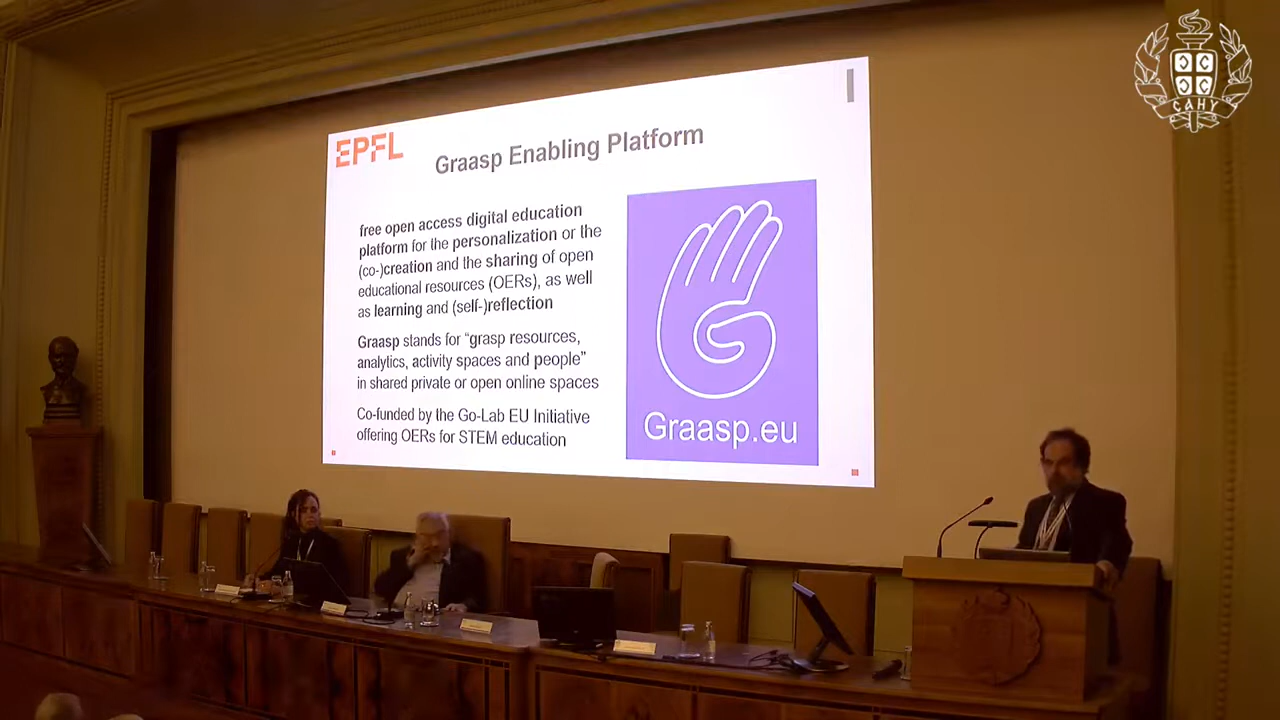 EPFL
Graasp Enabling Platform
free open access digital education
platform for the personalization or the
(co-)creation and the sharing of open
educational resources (OERs), as well
as learning and (self-)reflection
Graasp stands for “grasp resources,
analytics, activity spaces and people”
in shared private or open online spaces
Co-funded by the Go-Lab EU Initiative
offering OERs for STEM education
Graasp.eu
САНУ